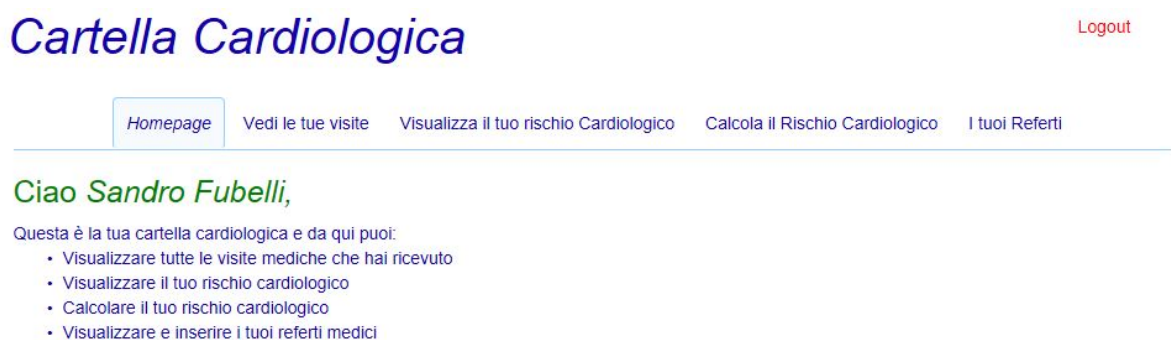 Cartella Cardiologica
Logout
Homepage Vedi le tue visite Visualizza il tuo rischio Cardiologico Calcola il Rischio Cardiologico I tuoi Referti
Ciao Sandro Fubelli,
Questa è la tua cartella cardiologica e da qui puoi:
• Visualizzare tutte le visite mediche che hai ricevuto
• Visualizzare il tuo rischio cardiologico
• Calcolare il tuo rischio cardiologico
• Visualizzare e inserire i tuoi referti medici